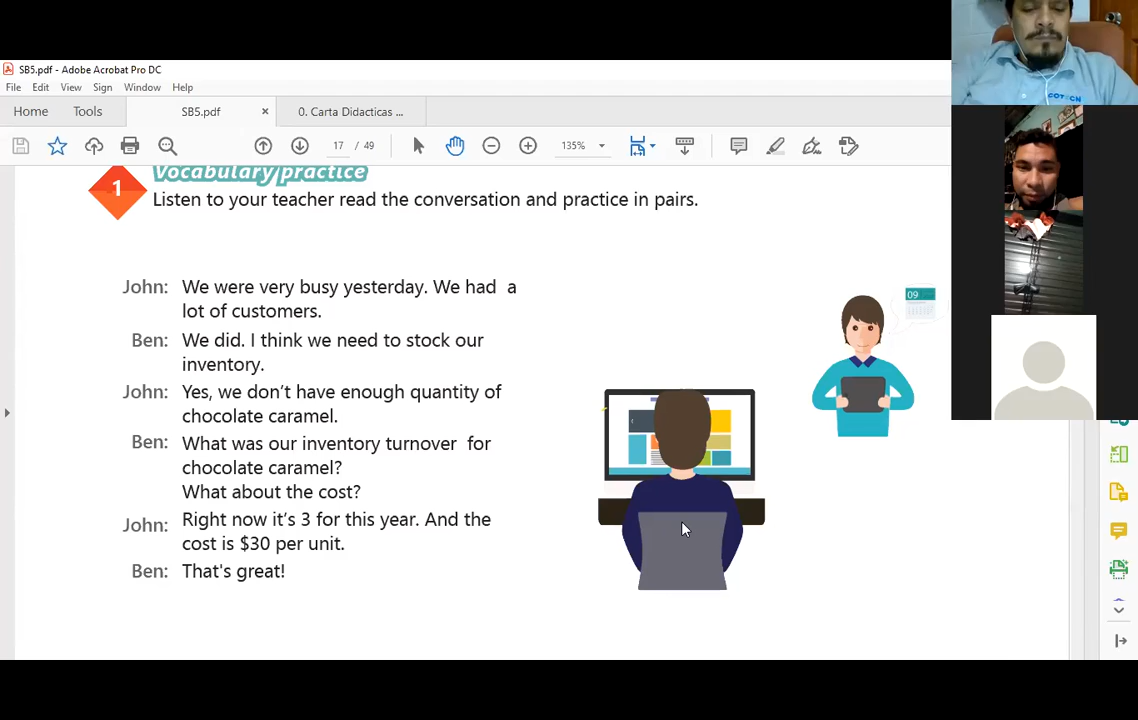 SB5.pdf - Adobe Acrobat Pro DC
File Edit View Sign Window Help
Home Tools SB5.pdf × 0. Carta Didacticas ...
17 / 49 135%
Vocabulary practice
1
Listen to your teacher read the conversation and practice in pairs.
John: We were very busy yesterday. We had a
lot of customers.
Ben: We did. I think we need to stock our
inventory.
John: Yes, we don't have enough quantity of
chocolate caramel.
Ben: What was our inventory turnover for
chocolate caramel?
What about the cost?
John: Right now it's 3 for this year. And the
cost is $30 per unit.
Ben: That's great!
09